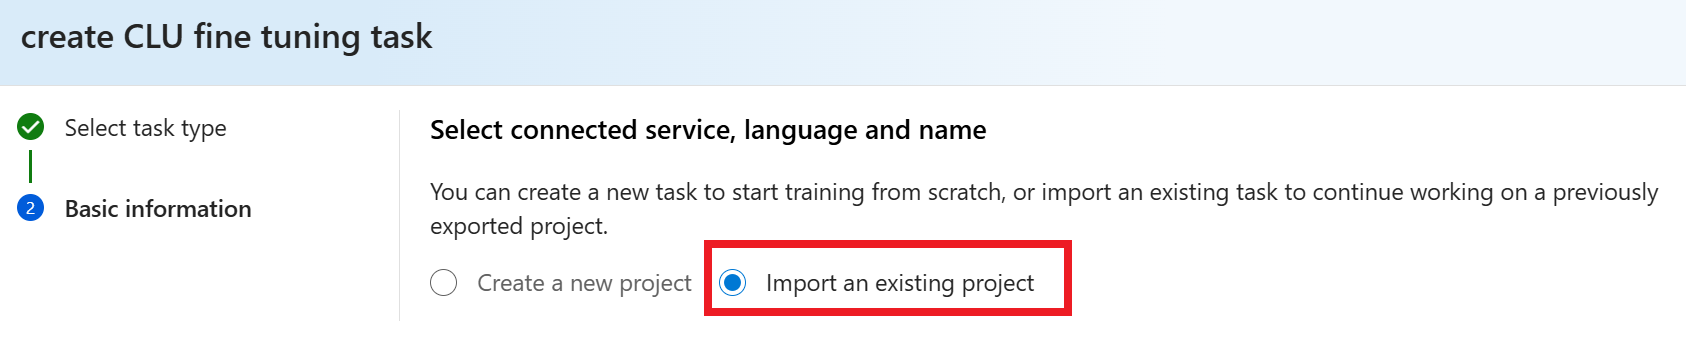 create CLU fine tuning task
Select task type
2 Basic information
Select connected service, language and name
You can create a new task to start training from scratch, or import an existing task to continue working on a previously
exported project.
Create a new project Import an existing project